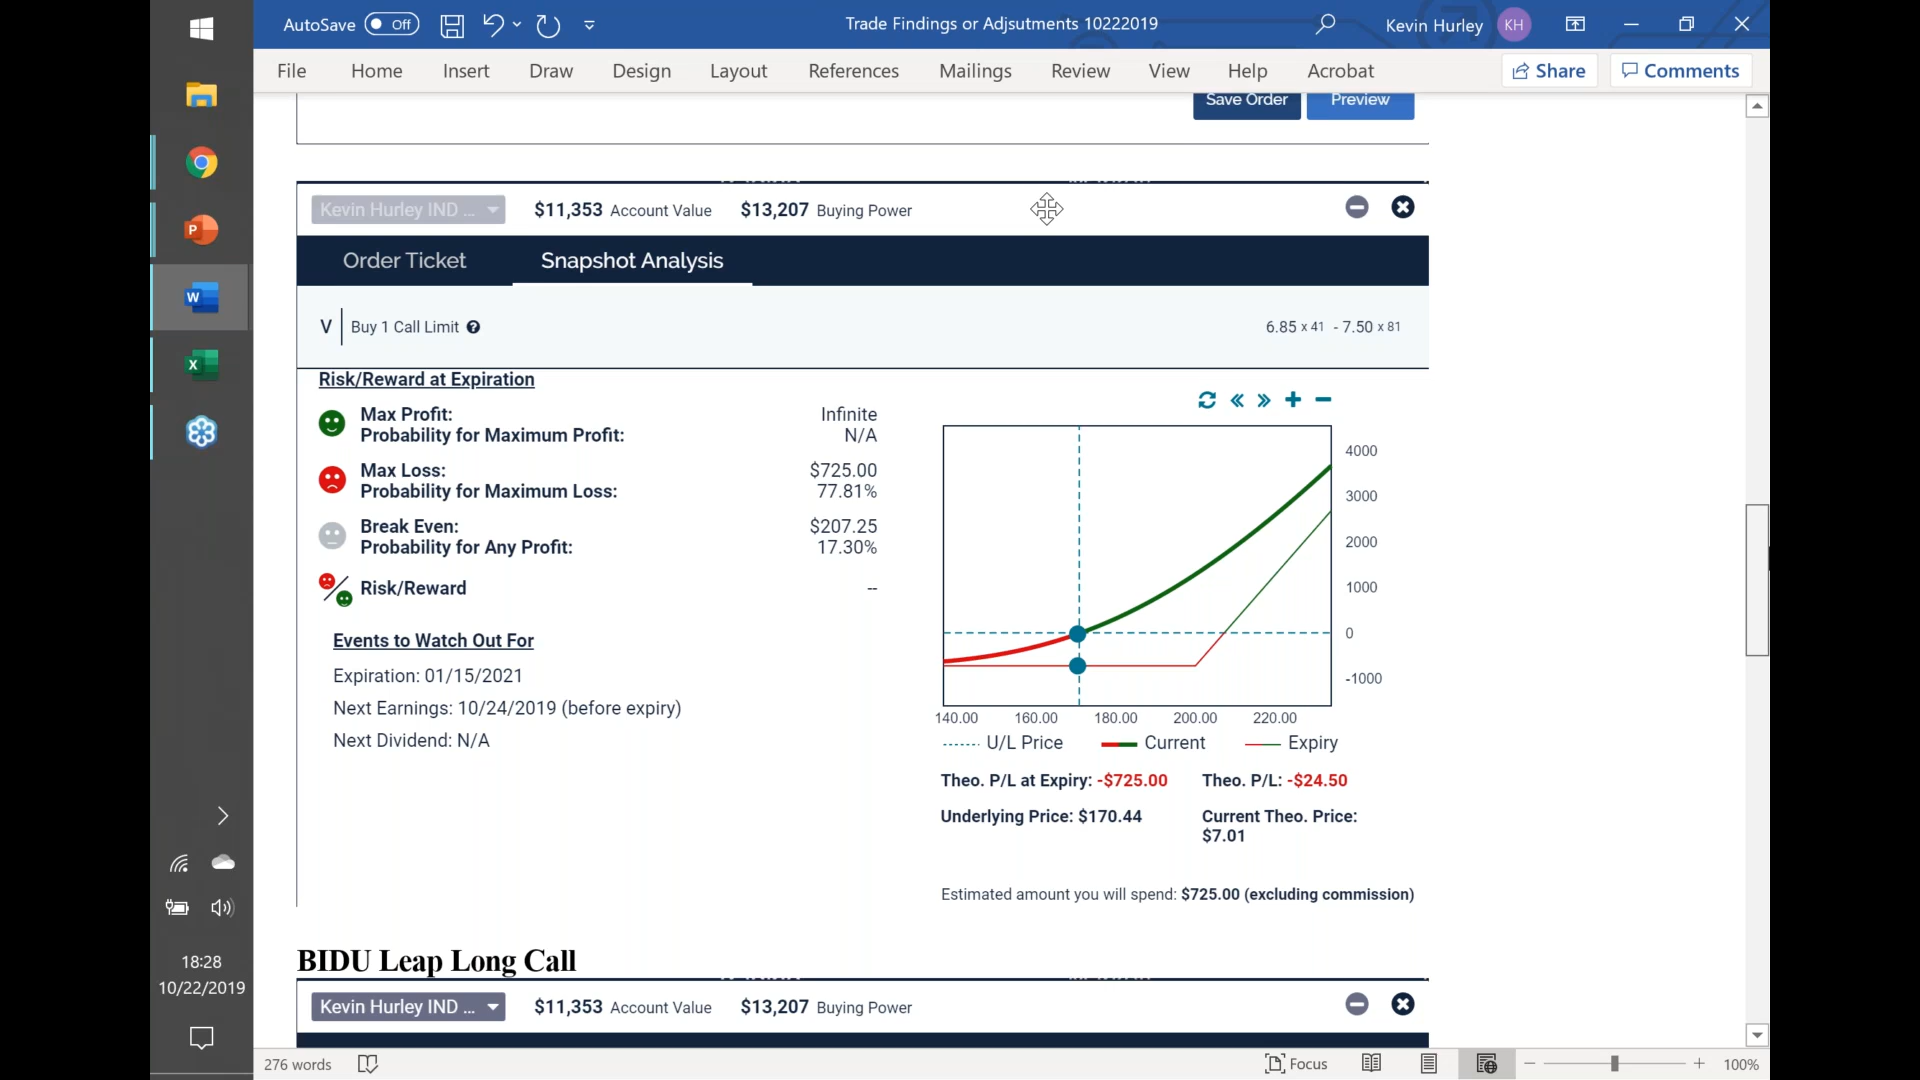 AutoSave Off
Trade Findings or Adjsutments 10222019
Kevin Hurley KH
File Home Insert Draw Design Layout References Mailings Review View Help Acrobat
Share Comments
Save Order Preview
Kevin Hurley IND ... $11,353 Account Value $13,207 Buying Power
Order Ticket Snapshot Analysis
V Buy 1 Call Limit ? 6.85 x 41 - 7.50 x 81
Risk/Reward at Expiration
Max Profit: Infinite
Probability for Maximum Profit: N/A
Max Loss: $725.00
Probability for Maximum Loss: 77.81%
Break Even: $207.25
Probability for Any Profit: 17.30%
Risk/Reward --
Events to Watch Out For
Expiration: 01/15/2021
Next Earnings: 10/24/2019 (before expiry)
Next Dividend: N/A
4000
3000
2000
1000
0
-1000
140.00 160.00 180.00 200.00 220.00
U/L Price Current Expiry
Theo. P/L at Expiry: -$725.00 Theo. P/L: -$24.50
Underlying Price: $170.44 Current Theo. Price:
$7.01
Estimated amount you will spend: $725.00 (excluding commission)
BIDU Leap Long Call
Kevin Hurley IND ... $11,353 Account Value $13,207 Buying Power
P
W
X
18:28
10/22/2019
276 words Focus 100%